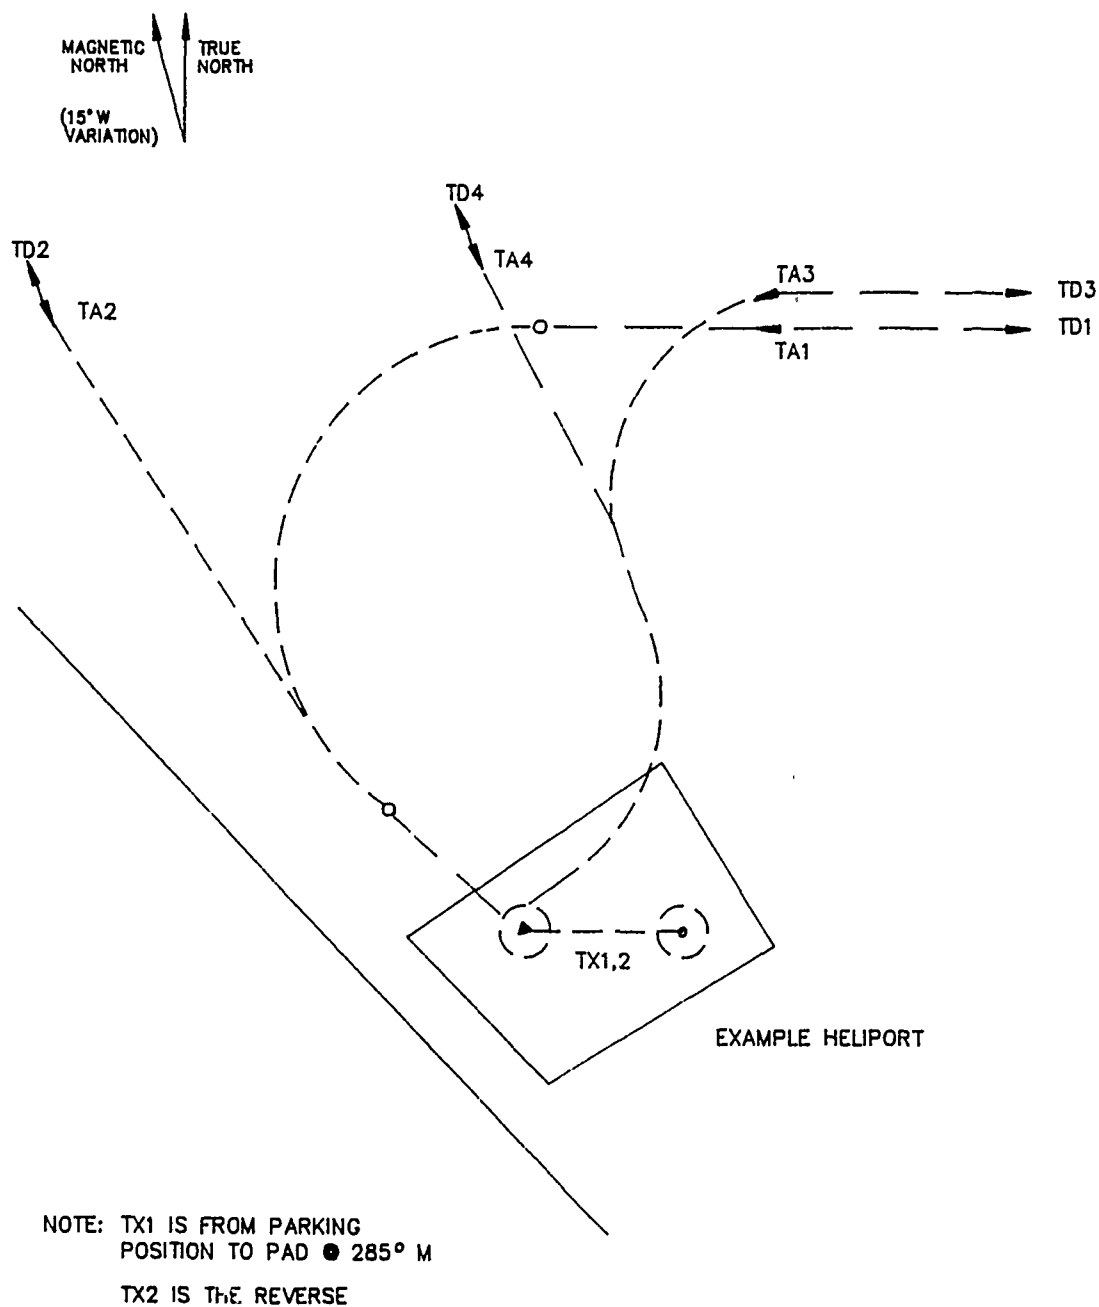 MAGNETIC
NORTH
TRUE
NORTH
(15° W
VARIATION)
TD4
TD2
TA4
TA3
TD3
TA2
TD1
TA1
TX1,2
EXAMPLE HELIPORT
NOTE: TX1 IS FROM PARKING
POSITION TO PAD @ 285° M
TX2 IS THE REVERSE